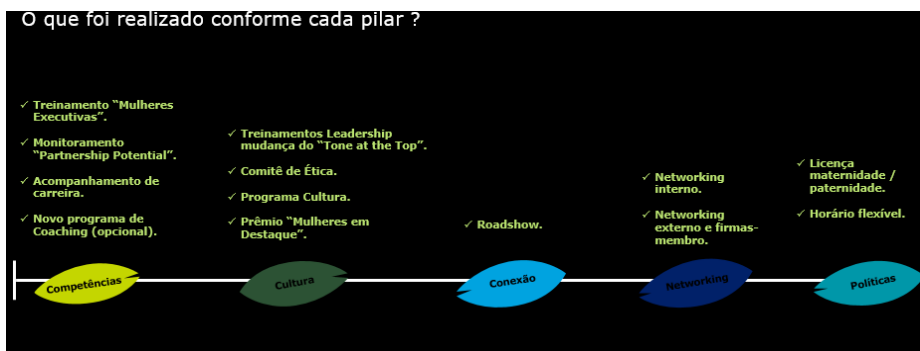 O que foi realizado conforme cada pilar ?
✓ Treinamento “Mulheres
Executivas”.
✓ Monitoramento
“Partnership Potential”.
✓ Acompanhamento de
carreira.
✓ Novo programa de
Coaching (opcional).
Competências
✓ Treinamentos Leadership
mudança do “Tone at the Top”.
✓ Comitê de Ética.
✓ Programa Cultura.
✓ Prêmio “Mulheres em
Destaque”.
Cultura
✓ Roadshow.
Conexão
✓ Networking
interno.
✓ Networking
externo e firmas-
membro.
Networking
✓ Licença
maternidade /
paternidade.
✓ Horário flexível.
Políticas